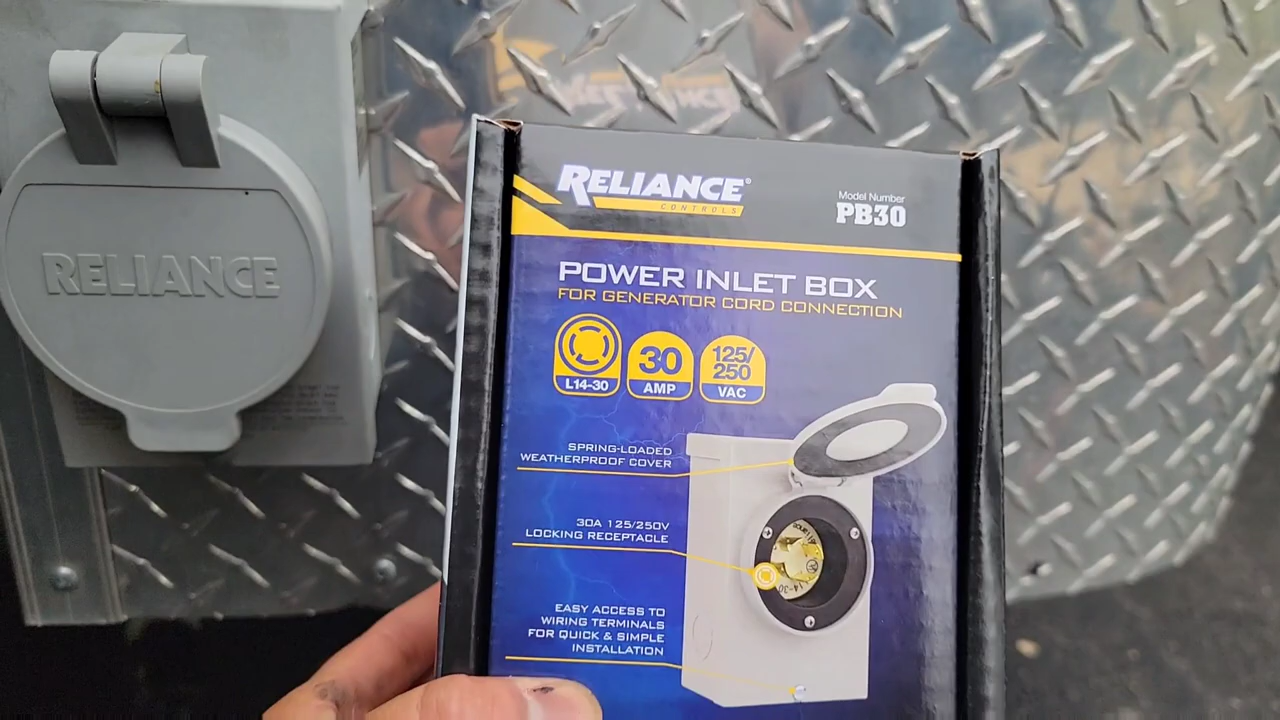 RELIANCE
RELIANCE®
CONTROLS
Model Number
PB30
POWER INLET BOX
FOR GENERATOR CORD CONNECTION
L14-30
30
AMP
125/
250
VAC
SPRING-LOADED
WEATHERPROOF COVER
30A 125/250V
LOCKING RECEPTACLE
EASY ACCESS TO
WIRING TERMINALS
FOR QUICK & SIMPLE
INSTALLATION